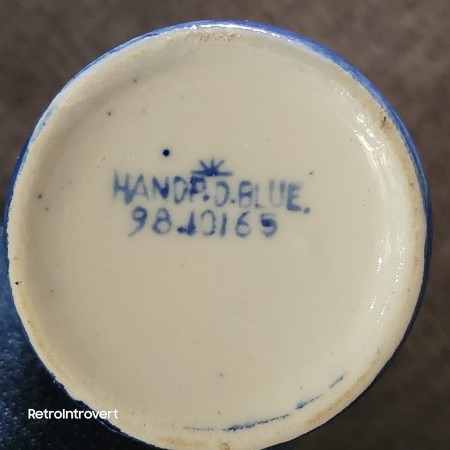 HANDP.D.BLUE.
98.10165
RetroIntrovert